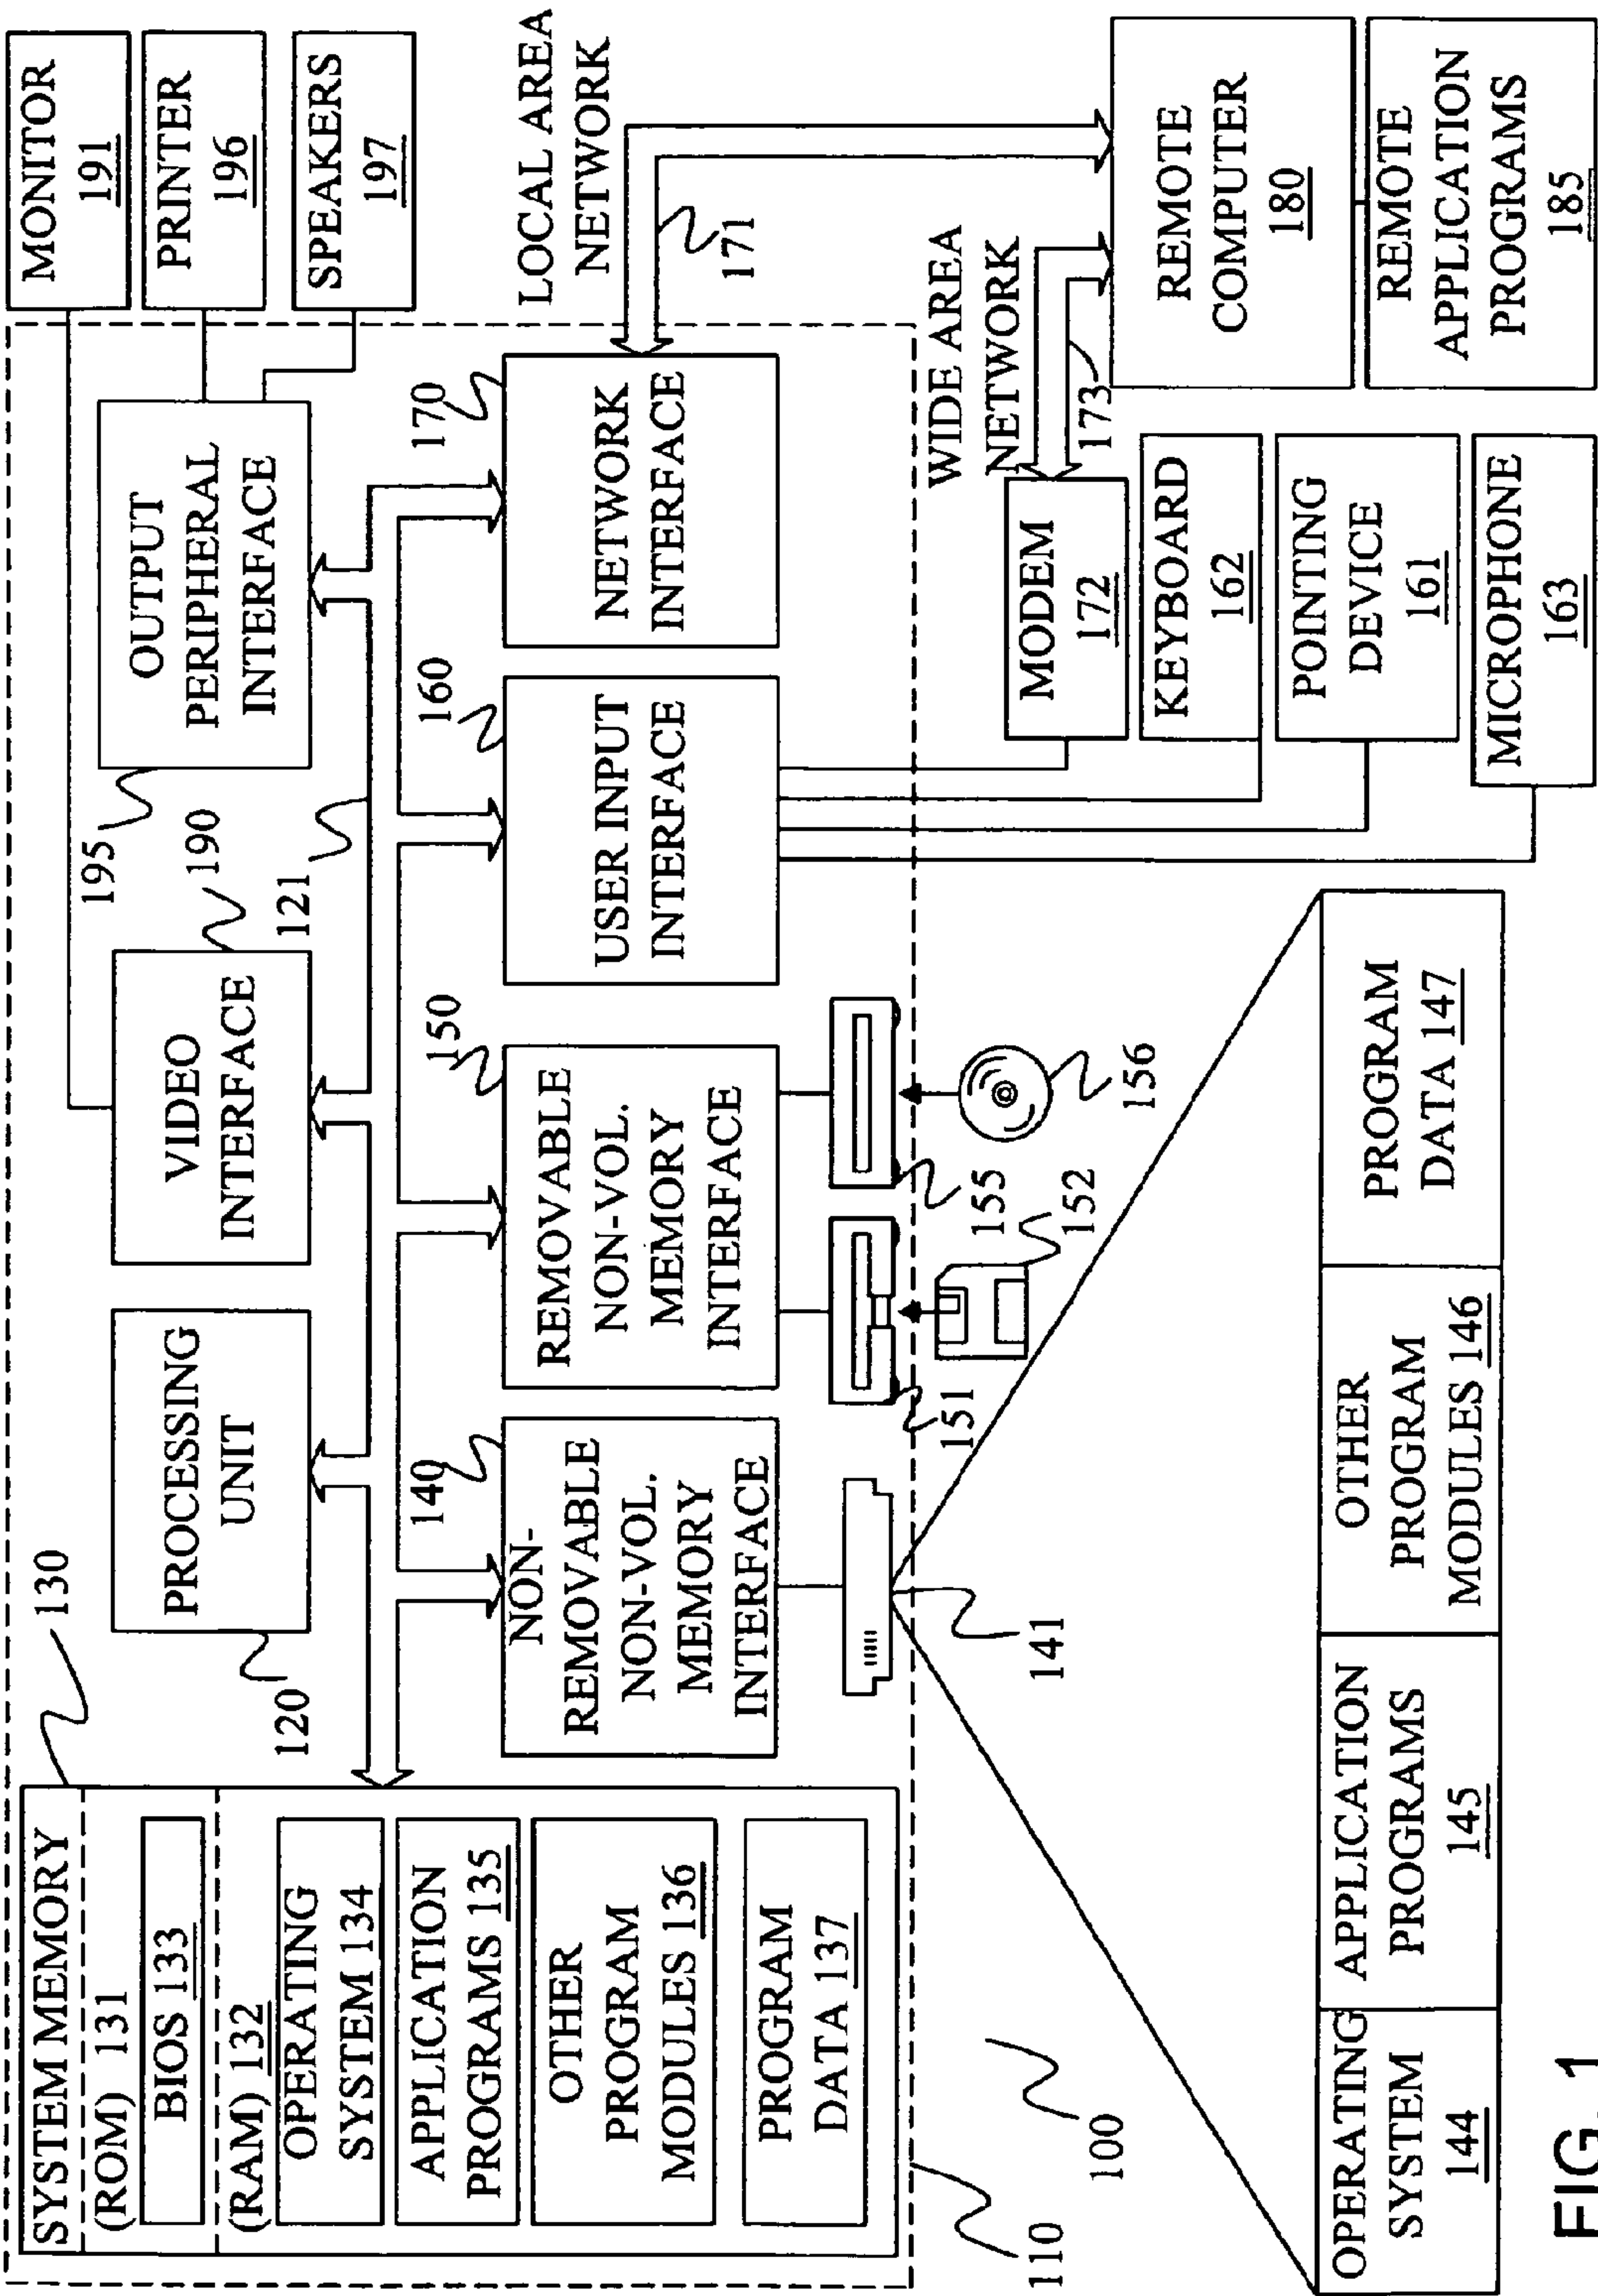 SYSTEM MEMORY
(ROM) 131
BIOS 133
(RAM) 132
OPERATING
SYSTEM 134
APPLICATION
PROGRAMS 135
OTHER
PROGRAM
MODULES 136
PROGRAM
DATA 137
130
PROCESSING
UNIT
120
VIDEO
INTERFACE
190
121
OUTPUT
PERIPHERAL
INTERFACE
195
MONITOR
191
PRINTER
196
SPEAKERS
197
140
NON-
REMOVABLE
NON-VOL.
MEMORY
INTERFACE
150
REMOVABLE
NON-VOL.
MEMORY
INTERFACE
160
USER INPUT
INTERFACE
170
NETWORK
INTERFACE
LOCAL AREA
NETWORK
171
141
151
152
155
156
WIDE AREA
NETWORK
173
MODEM
172
KEYBOARD
162
POINTING
DEVICE
161
MICROPHONE
163
REMOTE
COMPUTER
180
REMOTE
APPLICATION
PROGRAMS
185
110
100
OPERATING
SYSTEM
144
APPLICATION
PROGRAMS
145
OTHER
PROGRAM
MODULES 146
PROGRAM
DATA 147
FIG. 1